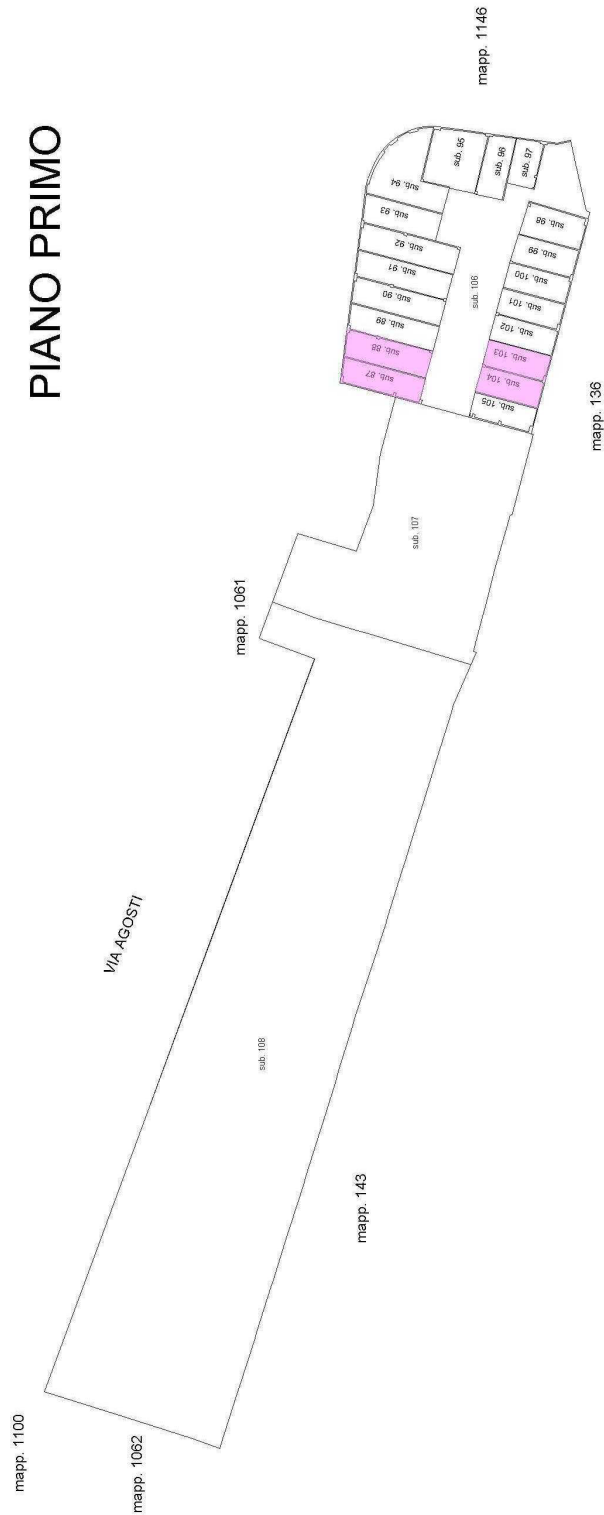 PIANO PRIMO
mapp. 1146
sub. 95
sub. 96
sub. 97
sub. 94
sub. 93
sub. 92
sub. 91
sub. 90
sub. 89
sub. 88
sub. 87
sub. 106
sub. 98
sub. 99
sub. 100
sub. 101
sub. 102
sub. 103
sub. 104
sub. 105
mapp. 136
sub. 107
mapp. 1061
VIA AGOSTI
sub. 108
mapp. 143
mapp. 1100
mapp. 1062